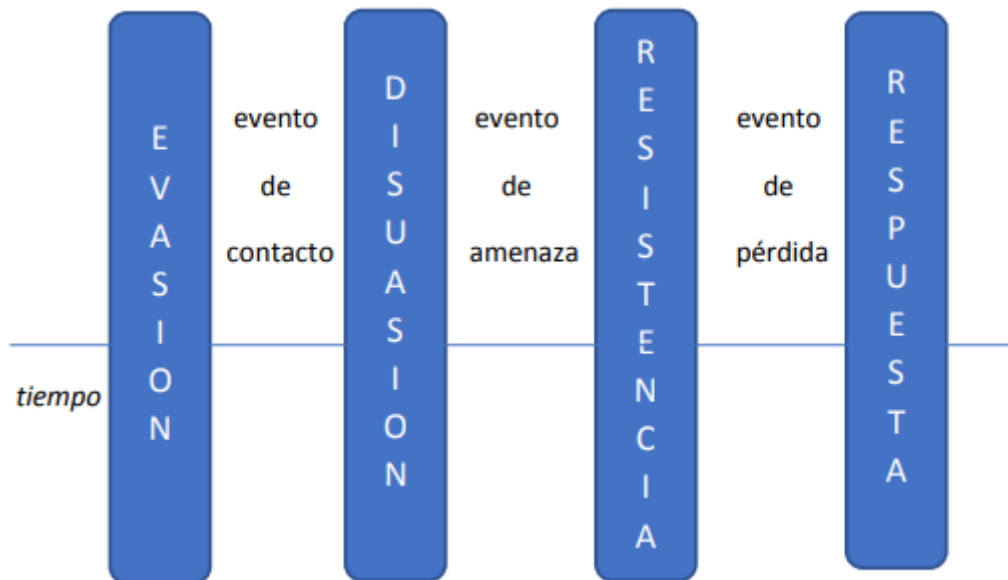 EVASION
evento
de
contacto
DISUASION
evento
de
amenaza
RESISTENCIA
evento
de
pérdida
RESPUESTA
tiempo